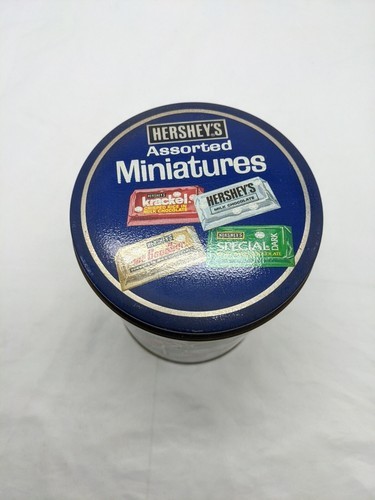 HERSHEY'S
Assorted
Miniatures
krackel
HERSHEY'S
MILK CHOCOLATE
HERSHEY'S
SPECIAL
DARK